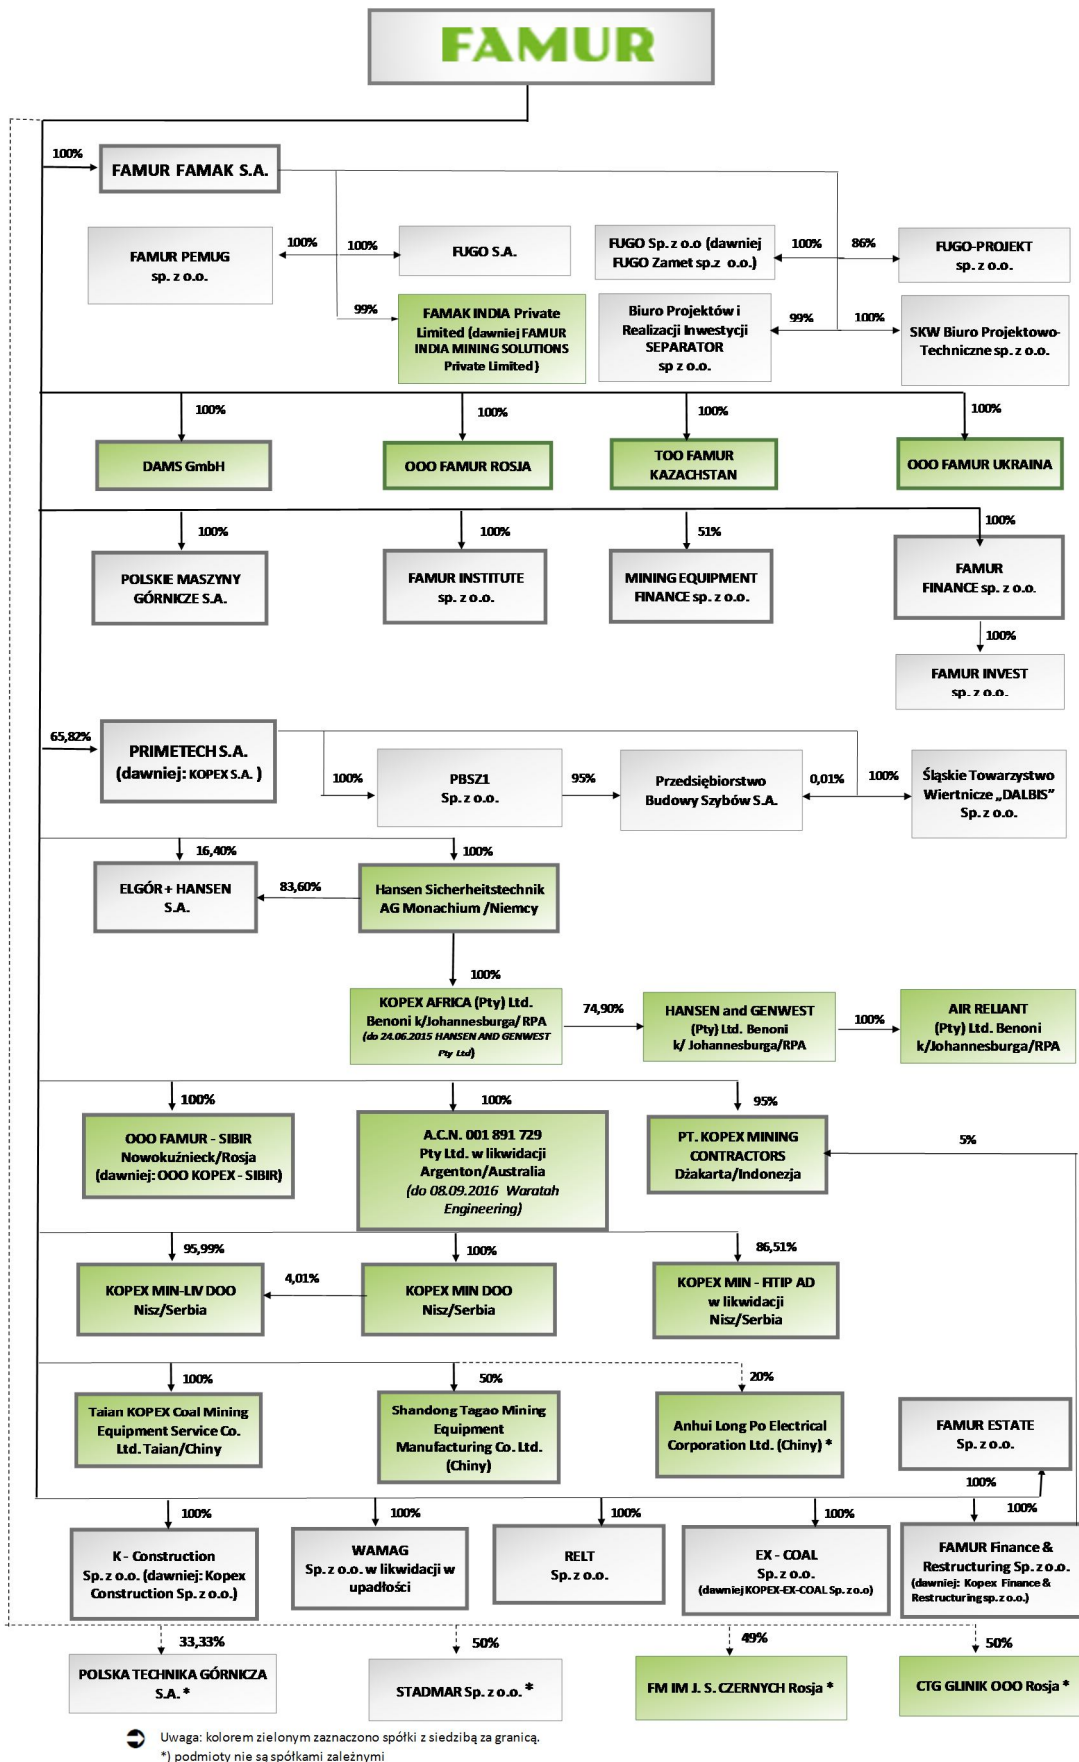 FAMUR
100%
FAMUR FAMAK S.A.
FAMUR PEMUG
sp. z o.o.
100%
100%
FUGO S.A.
FUGO Sp. z o.o (dawniej
FUGO Zamet sp.z o.o.)
100%
86%
FUGO-PROJEKT
sp. z o.o.
99%
FAMAK INDIA Private
Limited (dawniej FAMUR
INDIA MINING SOLUTIONS
Private Limited)
Biuro Projektów i
Realizacji Inwestycji
SEPARATOR
sp z o.o.
99%
100%
SKW Biuro Projektowo-
Techniczne sp. z o.o.
100%
100%
100%
100%
DAMS GmbH
OOO FAMUR ROSJA
TOO FAMUR
KAZACHSTAN
OOO FAMUR UKRAINA
100%
100%
51%
100%
POLSKIE MASZYNY
GÓRNICZE S.A.
FAMUR INSTITUTE
sp. z o.o.
MINING EQUIPMENT
FINANCE sp. z o.o.
FAMUR
FINANCE sp. z o.o.
100%
FAMUR INVEST
sp. z o.o.
65,82%
PRIMETECH S.A.
(dawniej: KOPEX S.A. )
100%
PBSZ1
Sp. z o.o.
95%
Przedsiębiorstwo
Budowy Szybów S.A.
0,01%
100%
Śląskie Towarzystwo
Wiertnicze „DALBIS”
Sp. z o.o.
16,40%
100%
ELGÓR + HANSEN
S.A.
83,60%
Hansen Sicherheitstechnik
AG Monachium /Niemcy
100%
KOPEX AFRICA (Pty) Ltd.
Benoni k/Johannesburga/ RPA
(do 24.06.2015 HANSEN AND GENWEST
Pty Ltd)
74,90%
HANSEN and GENWEST
(Pty) Ltd. Benoni
k/ Johannesburga/RPA
100%
AIR RELIANT
(Pty) Ltd. Benoni
k/Johannesburga/RPA
100%
100%
95%
OOO FAMUR - SIBIR
Nowokuźnieck/Rosja
(dawniej: OOO KOPEX - SIBIR)
A.C.N. 001 891 729
Pty Ltd. w likwidacji
Argenton/Australia
(do 08.09.2016 Waratah
Engineering)
PT. KOPEX MINING
CONTRACTORS
Dżakarta/Indonezja
5%
95,99%
100%
86,51%
KOPEX MIN-LIV DOO
Nisz/Serbia
4,01%
KOPEX MIN DOO
Nisz/Serbia
KOPEX MIN - FITIP AD
w likwidacji
Nisz/Serbia
100%
50%
20%
Taian KOPEX Coal Mining
Equipment Service Co.
Ltd. Taian/Chiny
Shandong Tagao Mining
Equipment
Manufacturing Co. Ltd.
(Chiny)
Anhui Long Po Electrical
Corporation Ltd. (Chiny) *
FAMUR ESTATE
Sp. z o.o.
100%
100%
100%
100%
100%
100%
K - Construction
Sp. z o.o. (dawniej: Kopex
Construction Sp. z o.o.)
WAMAG
Sp. z o.o. w likwidacji w
upadłości
RELT
Sp. z o.o.
EX - COAL
Sp. z o.o.
(dawniej KOPEX-EX-COAL Sp. z o.o)
FAMUR Finance &
Restructuring Sp. z o.o.
(dawniej: Kopex Finance &
Restructuring sp. z o.o.)
33,33%
50%
49%
50%
POLSKA TECHNIKA GÓRNICZA
S.A. *
STADMAR Sp. z o.o. *
FM IM J. S. CZERNYCH Rosja *
CTG GLINIK OOO Rosja *
Uwaga: kolorem zielonym zaznaczono spółki z siedzibą za granicą.
*) podmioty nie są spółkami zależnymi